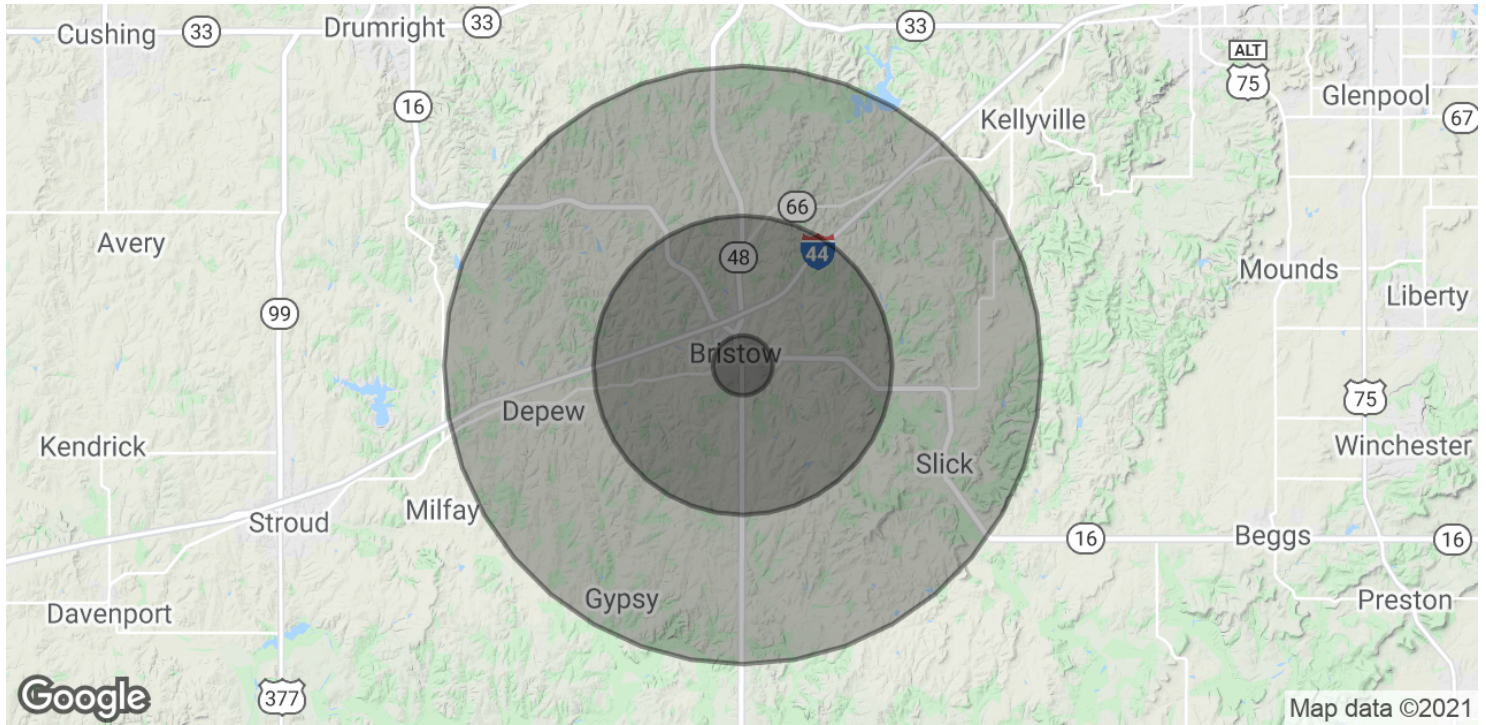 Cushing
33
Drumright
33
33
ALT
75
Glenpool
67
16
Kellyville
66
Avery
48
44
Mounds
Liberty
99
Bristow
75
Depew
Kendrick
Winchester
Slick
Milfay
Stroud
16
Beggs
16
Gypsy
Davenport
Preston
377
Google
Map data ©2021